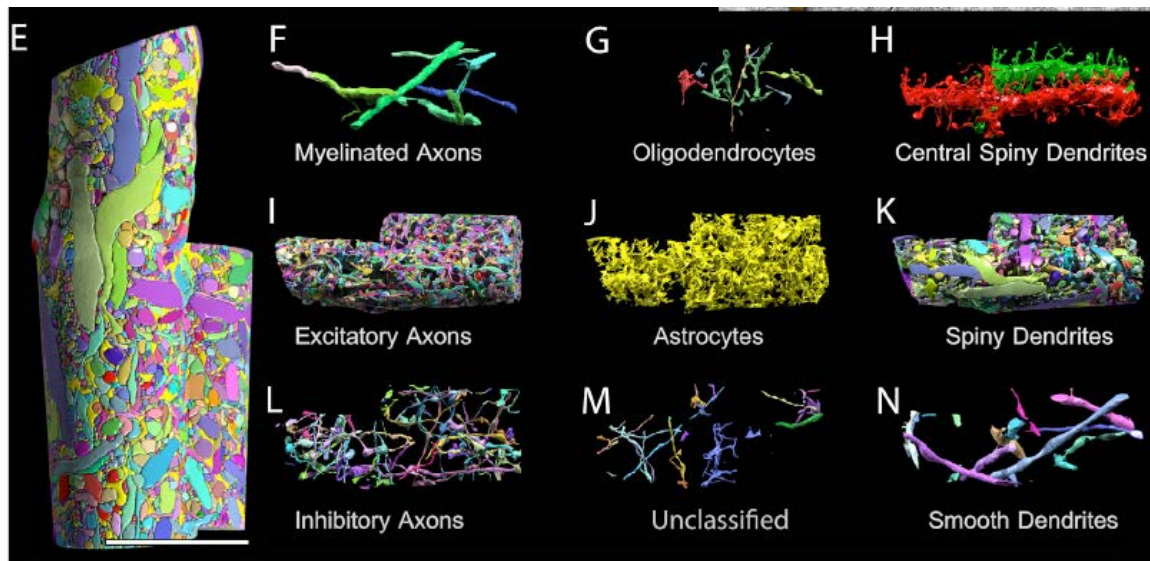 E
F
G
H
Myelinated Axons
Oligodendrocytes
Central Spiny Dendrites
I
J
K
Excitatory Axons
Astrocytes
Spiny Dendrites
L
M
N
Inhibitory Axons
Unclassified
Smooth Dendrites